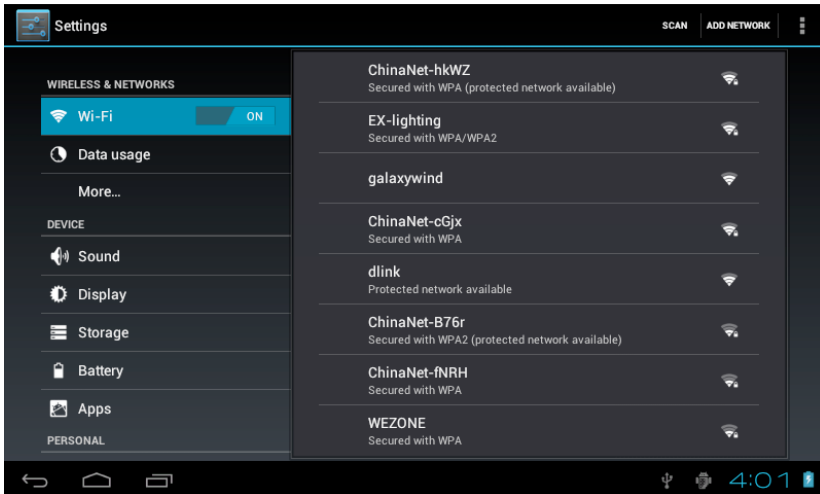 Settings
SCAN
ADD NETWORK
WIRELESS & NETWORKS
Wi-Fi
ON
Data usage
More...
DEVICE
Sound
Display
Storage
Battery
Apps
PERSONAL
ChinaNet-hkWZ
Secured with WPA (protected network available)
EX-lighting
Secured with WPA/WPA2
galaxywind
ChinaNet-cGjx
Secured with WPA
dlink
Protected network available
ChinaNet-B76r
Secured with WPA2 (protected network available)
ChinaNet-fNRH
Secured with WPA
WEZONE
Secured with WPA
4:01